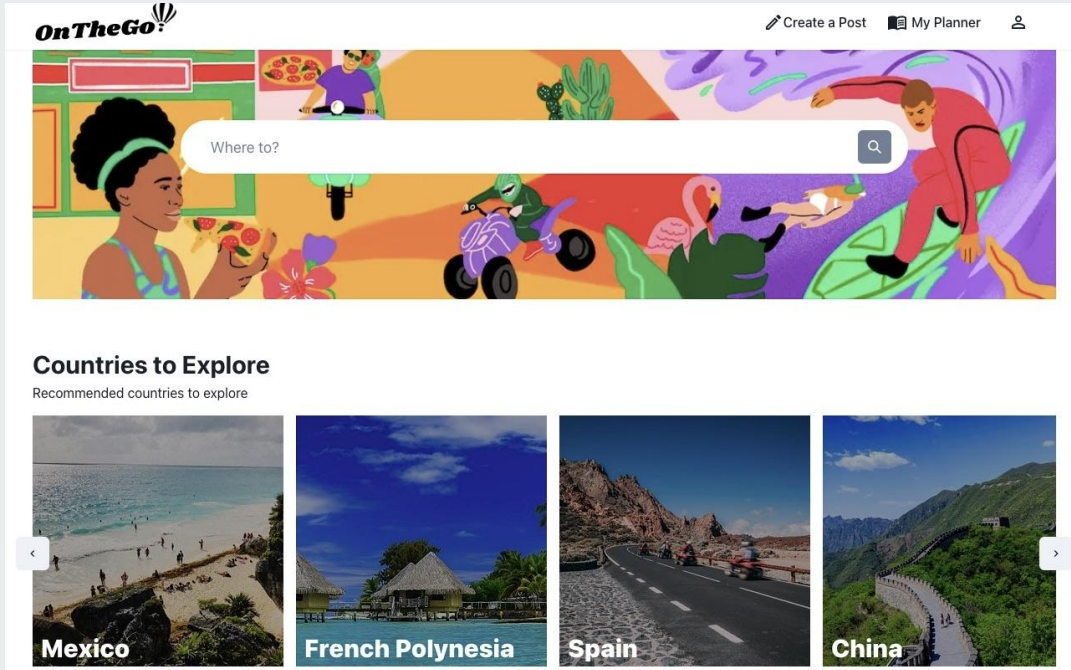 OnTheGo
Create a Post
My Planner
Where to?
Countries to Explore
Recommended countries to explore
Mexico
French Polynesia
Spain
China